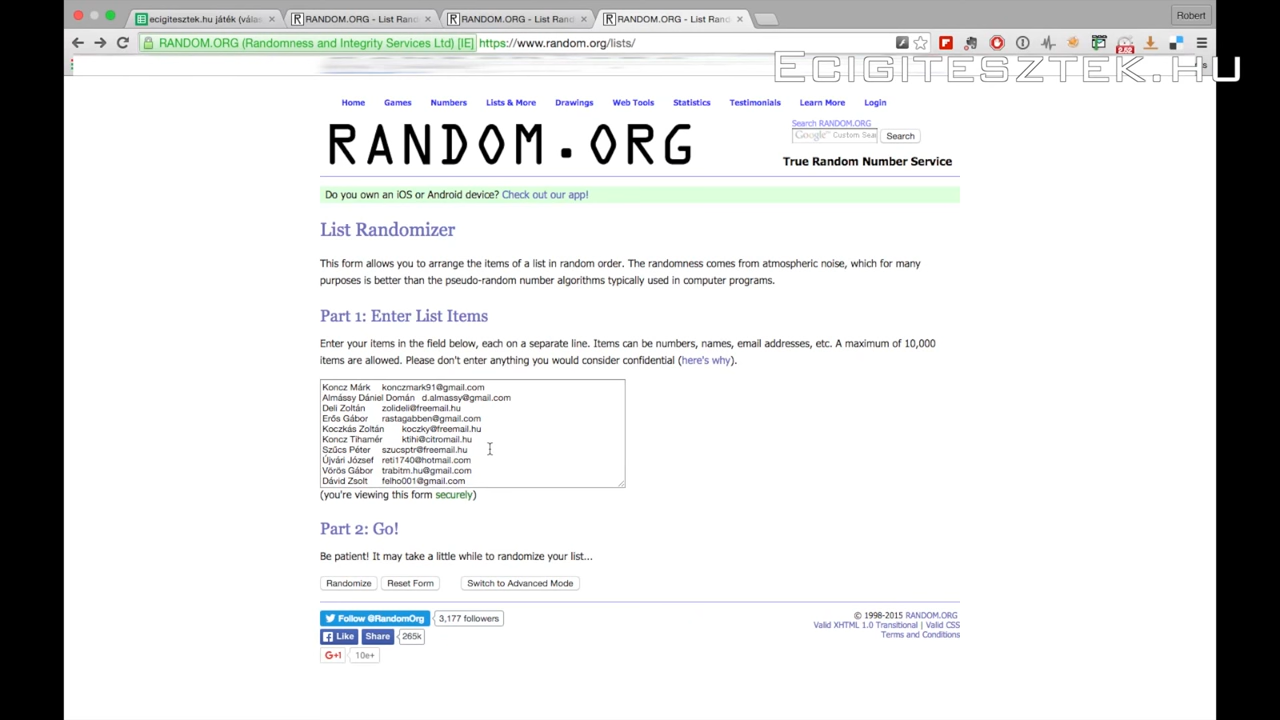 ecigitesztek.hu játék (válas
RANDOM.ORG - List Rand
RANDOM.ORG - List Rand
RANDOM.ORG - List Rand
Robert
RANDOM.ORG (Randomness and Integrity Services Ltd) [IE] https://www.random.org/lists/
Ecigitesztek.hu
Home Games Numbers Lists & More Drawings Web Tools Statistics Testimonials Learn More Login
RANDOM.ORG
Search RANDOM.ORG
Google™ Custom Sea Search
True Random Number Service
Do you own an iOS or Android device? Check out our app!
List Randomizer
This form allows you to arrange the items of a list in random order. The randomness comes from atmospheric noise, which for many
purposes is better than the pseudo-random number algorithms typically used in computer programs.
Part 1: Enter List Items
Enter your items in the field below, each on a separate line. Items can be numbers, names, email addresses, etc. A maximum of 10,000
items are allowed. Please don't enter anything you would consider confidential (here's why).
Koncz Márk konczmark91@gmail.com
Almássy Dániel Domán d.almassy@gmail.com
Deli Zoltán zolideli@freemail.hu
Erős Gábor rastagabben@gmail.com
Koczkás Zoltán koczky@freemail.hu
Koncz Tihamér ktihi@citromail.hu
Szűcs Péter szucsptr@freemail.hu
Újvári József reti1740@hotmail.com
Vörös Gábor trabitm.hu@gmail.com
Dávid Zsolt felho001@gmail.com
(you're viewing this form securely)
Part 2: Go!
Be patient! It may take a little while to randomize your list...
Randomize Reset Form Switch to Advanced Mode
Follow @RandomOrg 3,177 followers
Like Share 265k
G+1 10e+
© 1998-2015 RANDOM.ORG
Valid XHTML 1.0 Transitional | Valid CSS
Terms and Conditions